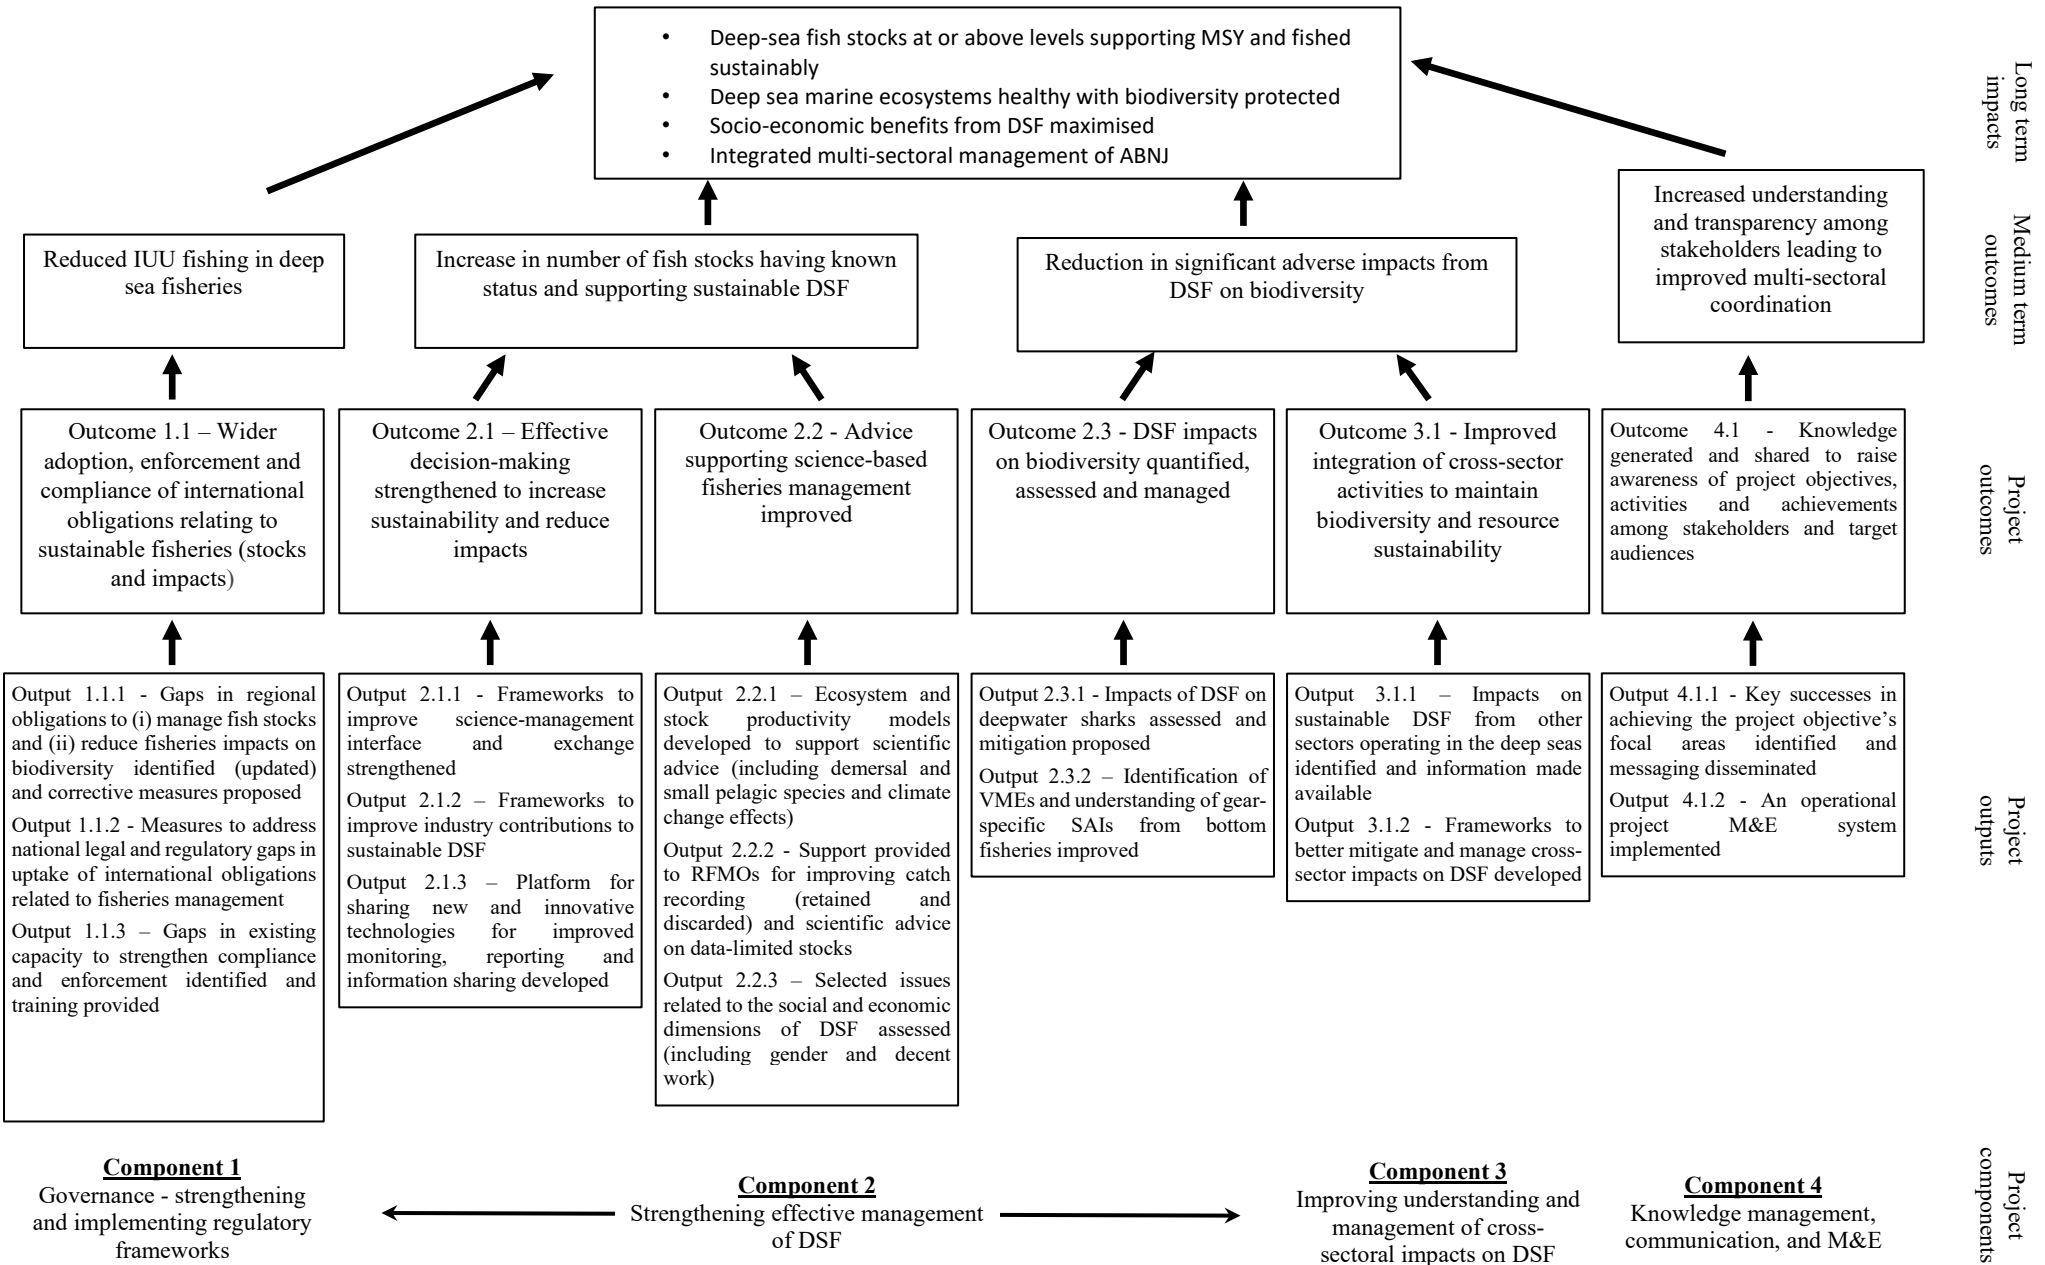 • Deep-sea fish stocks at or above levels supporting MSY and fished
sustainably
• Deep sea marine ecosystems healthy with biodiversity protected
• Socio-economic benefits from DSF maximised
• Integrated multi-sectoral management of ABNJ
Long term
impacts
Reduced IUU fishing in deep
sea fisheries
Increase in number of fish stocks having known
status and supporting sustainable DSF
Reduction in significant adverse impacts from
DSF on biodiversity
Increased understanding
and transparency among
stakeholders leading to
improved multi-sectoral
coordination
Medium term
outcomes
Outcome 1.1 – Wider
adoption, enforcement and
compliance of international
obligations relating to
sustainable fisheries (stocks
and impacts)
Outcome 2.1 – Effective
decision-making
strengthened to increase
sustainability and reduce
impacts
Outcome 2.2 - Advice
supporting science-based
fisheries management
improved
Outcome 2.3 - DSF impacts
on biodiversity quantified,
assessed and managed
Outcome 3.1 - Improved
integration of cross-sector
activities to maintain
biodiversity and resource
sustainability
Outcome 4.1 - Knowledge
generated and shared to raise
awareness of project objectives,
activities and achievements
among stakeholders and target
audiences
Project
outcomes
Output 1.1.1 - Gaps in regional
obligations to (i) manage fish stocks
and (ii) reduce fisheries impacts on
biodiversity identified (updated)
and corrective measures proposed
Output 1.1.2 - Measures to address
national legal and regulatory gaps in
uptake of international obligations
related to fisheries management
Output 1.1.3 – Gaps in existing
capacity to strengthen compliance
and enforcement identified and
training provided
Output 2.1.1 - Frameworks to
improve science-management
interface and exchange
strengthened
Output 2.1.2 – Frameworks to
improve industry contributions to
sustainable DSF
Output 2.1.3 – Platform for
sharing new and innovative
technologies for improved
monitoring, reporting and
information sharing developed
Output 2.2.1 – Ecosystem and
stock productivity models
developed to support scientific
advice (including demersal and
small pelagic species and climate
change effects)
Output 2.2.2 - Support provided
to RFMOs for improving catch
recording (retained and
discarded) and scientific advice
on data-limited stocks
Output 2.2.3 – Selected issues
related to the social and economic
dimensions of DSF assessed
(including gender and decent
work)
Output 2.3.1 - Impacts of DSF on
deepwater sharks assessed and
mitigation proposed
Output 2.3.2 – Identification of
VMEs and understanding of gear-
specific SAIs from bottom
fisheries improved
Output 3.1.1 – Impacts on
sustainable DSF from other
sectors operating in the deep seas
identified and information made
available
Output 3.1.2 - Frameworks to
better mitigate and manage cross-
sector impacts on DSF developed
Output 4.1.1 - Key successes in
achieving the project objective's
focal areas identified and
messaging disseminated
Output 4.1.2 - An operational
project M&E system
implemented
Project
outputs
Component 1
Governance - strengthening
and implementing regulatory
frameworks
Component 2
Strengthening effective management
of DSF
Component 3
Improving understanding and
management of cross-
sectoral impacts on DSF
Component 4
Knowledge management,
communication, and M&E
Project
components